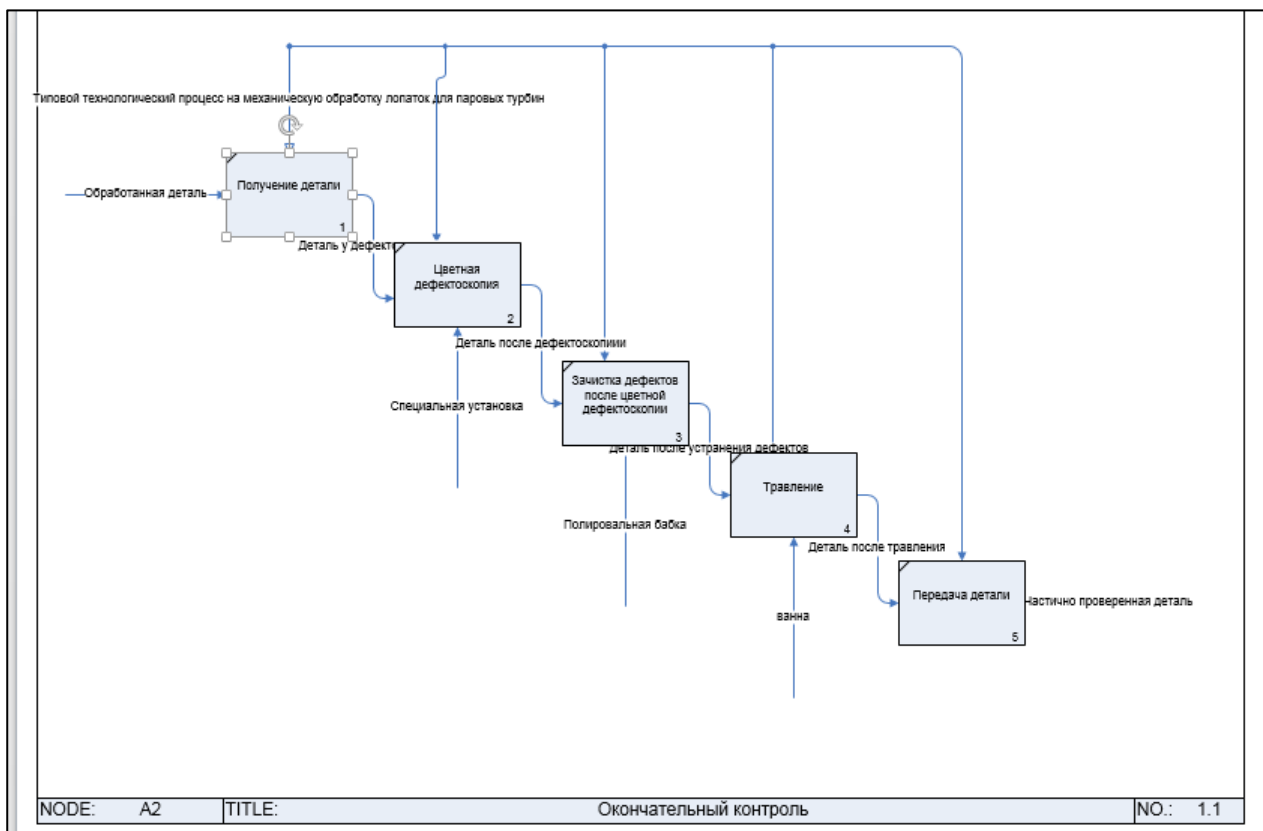 Типовой технологический процесс на механическую обработку лопаток для паровых турбин
Обработанная деталь
Получение детали
1
Деталь у
Цветная
дефектоскопия
2
Деталь после дефектоскопиии
Специальная установка
Зачистка дефектов
после цветной
дефектоскопии
3
Деталь после устранения дефектов
Травление
4
Полировальная бабка
Деталь после травления
ванна
Передача детали
5
Частично проверенная деталь
NODE: A2 TITLE: Окончательный контроль NO.: 1.1